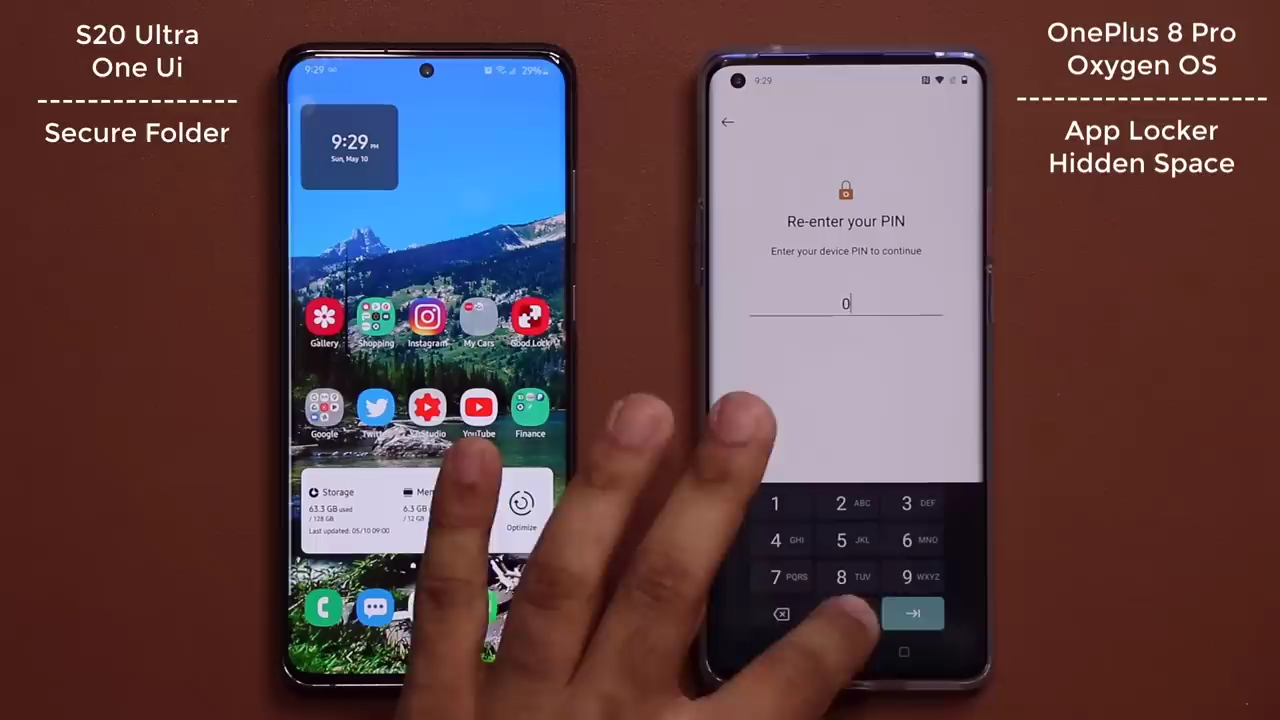 S20 Ultra
One Ui
Secure Folder
OnePlus 8 Pro
Oxygen OS
App Locker
Hidden Space
9:29
29%
9:29 PM
Sun, May 10
Gallery
Shopping
Instagram
My Cars
Good Lock
Google
YouTube
Finance
Storage
63.3 GB used
/ 128 GB
Last updated: 05/10 09:00
6.3 G
/ 12 G
Optimize
9:29
Re-enter your PIN
Enter your device PIN to continue
0
1
2 ABC
3 DEF
4 GHI
5 JKL
6 MNO
7 PQRS
8 TUV
9 WXYZ